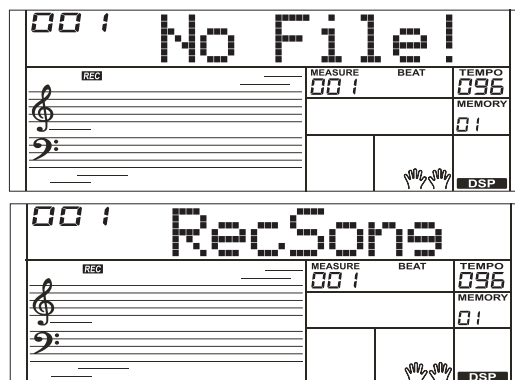 001 No File!
REC
MEASURE BEAT TEMPO
001 096
MEMORY
01
DSP
001 RecSong
REC
MEASURE BEAT TEMPO
001 096
MEMORY
01
DSP